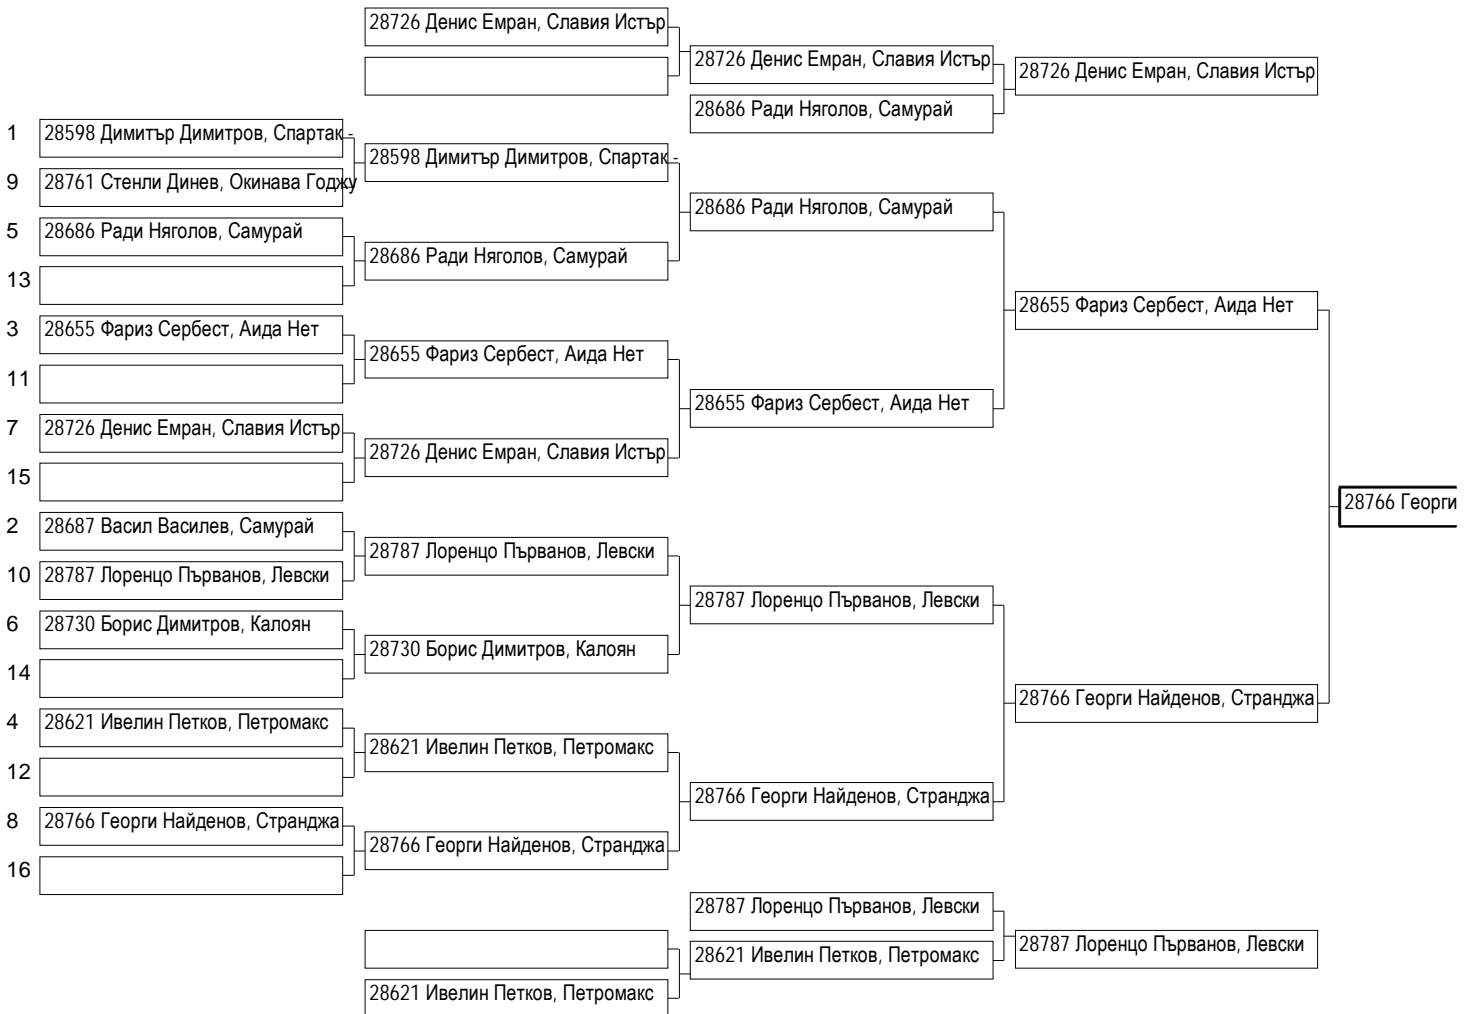 28726 Денис Емран, Славия Истър
28726 Денис Емран, Славия Истър
28686 Ради Няголов, Самурай
28726 Денис Емран, Славия Истър
1 28598 Димитър Димитров, Спартак -
9 28761 Стенли Динев, Окинава Годжу
5 28686 Ради Няголов, Самурай
13
3 28655 Фариз Сербест, Аида Нет
11
7 28726 Денис Емран, Славия Истър
15
2 28687 Васил Василев, Самурай
10 28787 Лоренцо Първанов, Левски
6 28730 Борис Димитров, Калоян
14
4 28621 Ивелин Петков, Петромакс
12
8 28766 Георги Найденов, Странджа
16
28598 Димитър Димитров, Спартак -
28686 Ради Няголов, Самурай
28655 Фариз Сербест, Аида Нет
28726 Денис Емран, Славия Истър
28787 Лоренцо Първанов, Левски
28730 Борис Димитров, Калоян
28621 Ивелин Петков, Петромакс
28766 Георги Найденов, Странджа
28686 Ради Няголов, Самурай
28655 Фариз Сербест, Аида Нет
28787 Лоренцо Първанов, Левски
28766 Георги Найденов, Странджа
28655 Фариз Сербест, Аида Нет
28766 Георги Найденов, Странджа
28766 Георги
28621 Ивелин Петков, Петромакс
28787 Лоренцо Първанов, Левски
28621 Ивелин Петков, Петромакс
28787 Лоренцо Първанов, Левски